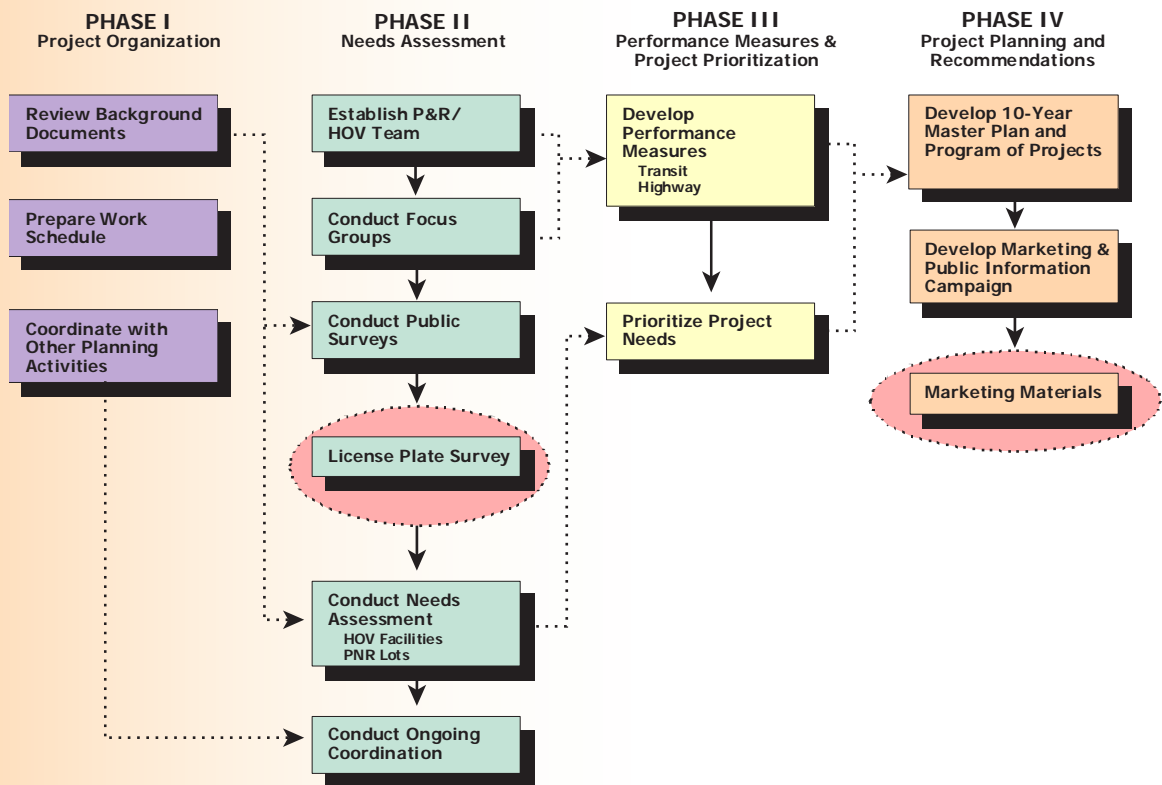 PHASE I
Project Organization
Review Background
Documents
Prepare Work
Schedule
Coordinate with
Other Planning
Activities
PHASE II
Needs Assessment
Establish P&R/
HOV Team
Conduct Focus
Groups
Conduct Public
Surveys
License Plate Survey
Conduct Needs
Assessment
HOV Facilities
PNR Lots
Conduct Ongoing
Coordination
PHASE III
Performance Measures &
Project Prioritization
Develop
Performance
Measures
Transit
Highway
Prioritize Project
Needs
PHASE IV
Project Planning and
Recommendations
Develop 10-Year
Master Plan and
Program of Projects
Develop Marketing &
Public Information
Campaign
Marketing Materials